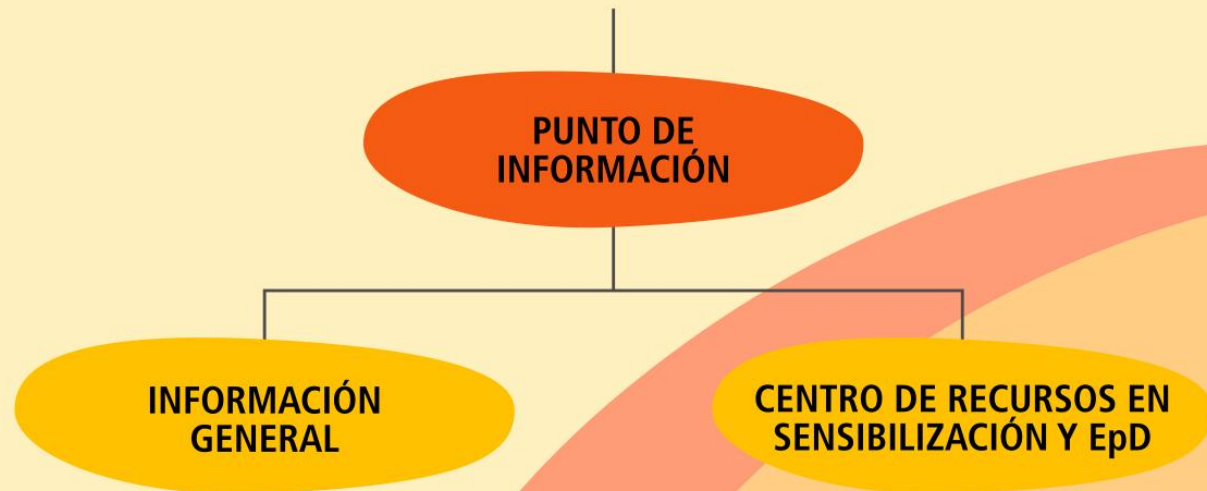 PUNTO DE
INFORMACIÓN
INFORMACIÓN
GENERAL
CENTRO DE RECURSOS EN
SENSIBILIZACIÓN Y EpD